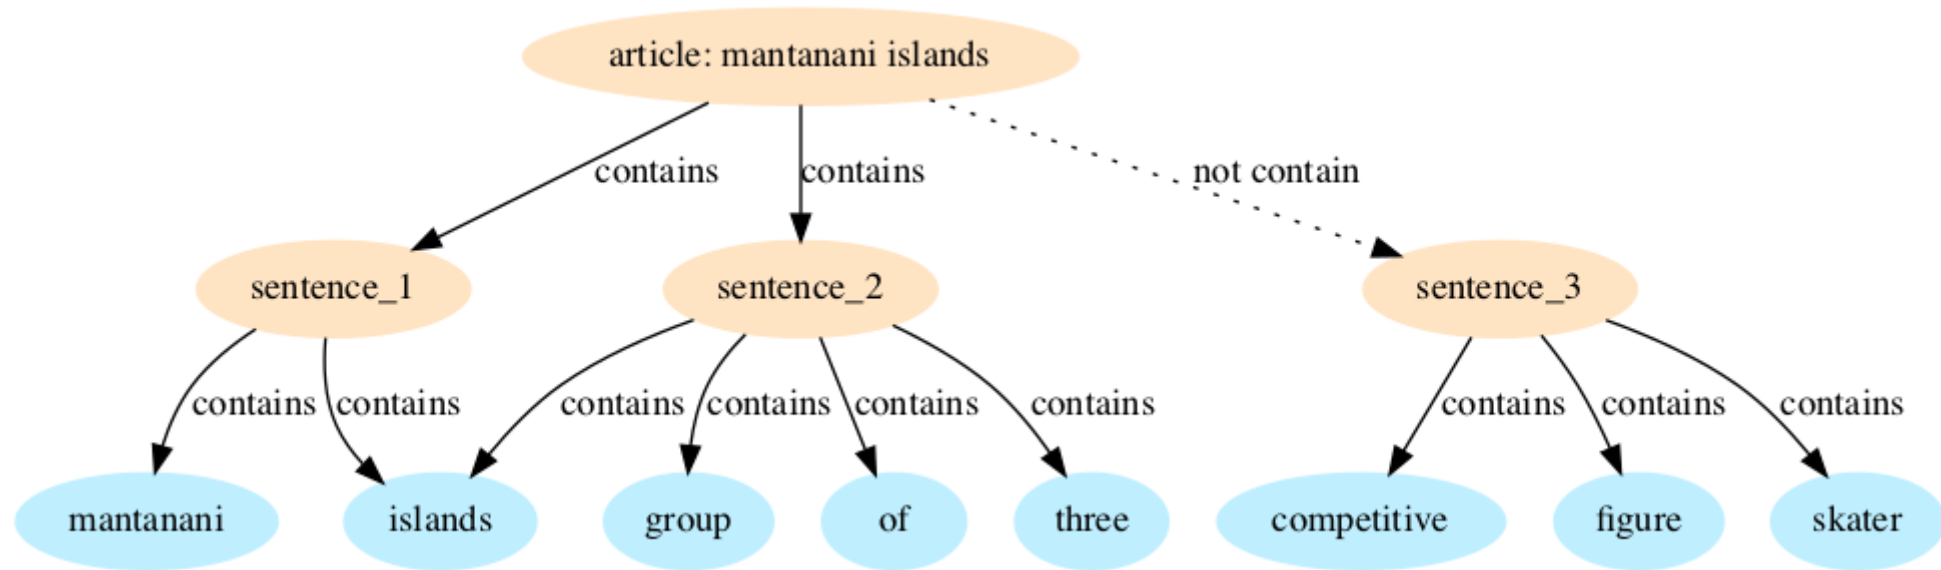 article: mantanani islands
contains
contains
not contain
sentence_1
sentence_2
sentence_3
contains
contains
contains
contains
contains
contains
contains
contains
contains
mantanani
islands
group
of
three
competitive
figure
skater